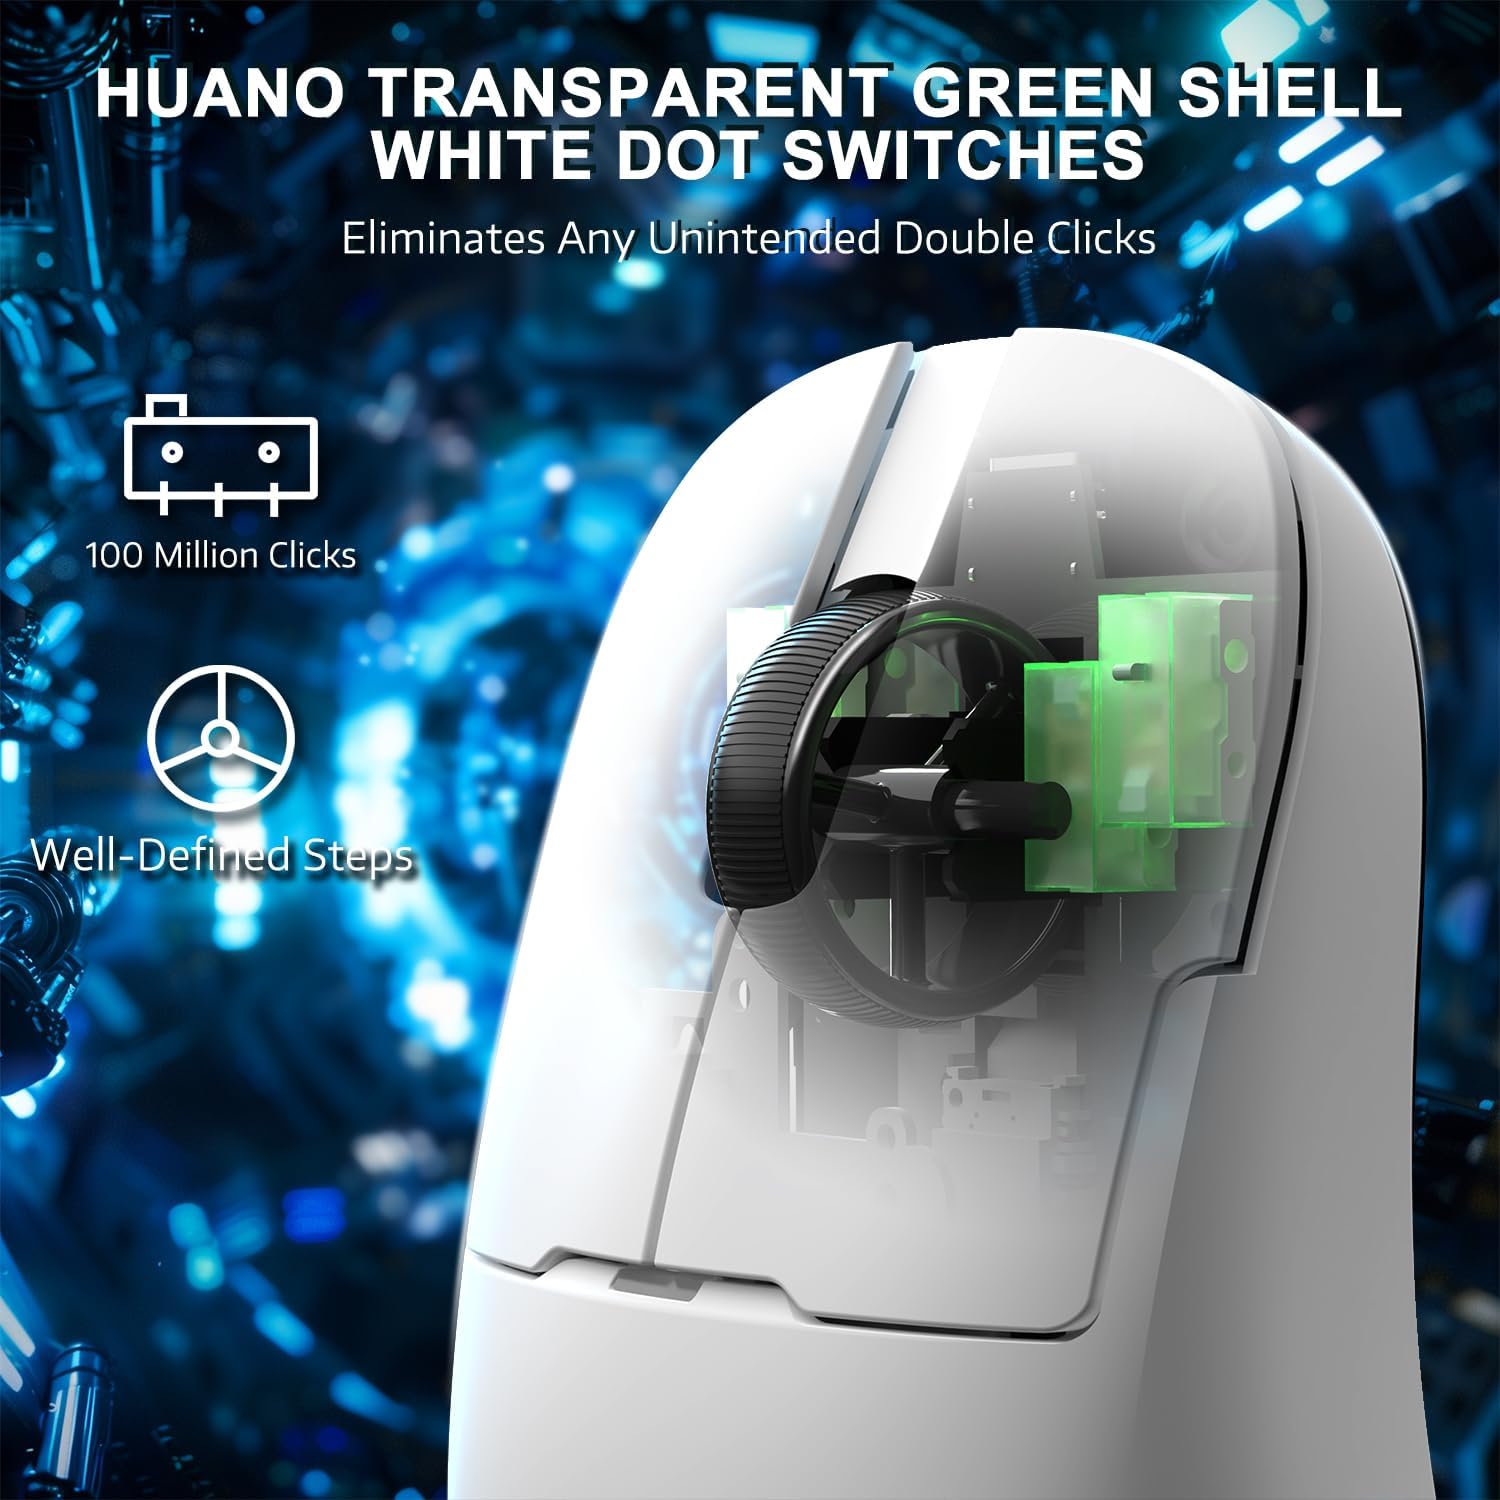 HUANO TRANSPARENT GREEN SHELL
WHITE DOT SWITCHES
Eliminates Any Unintended Double Clicks
100 Million Clicks
Well-Defined Steps